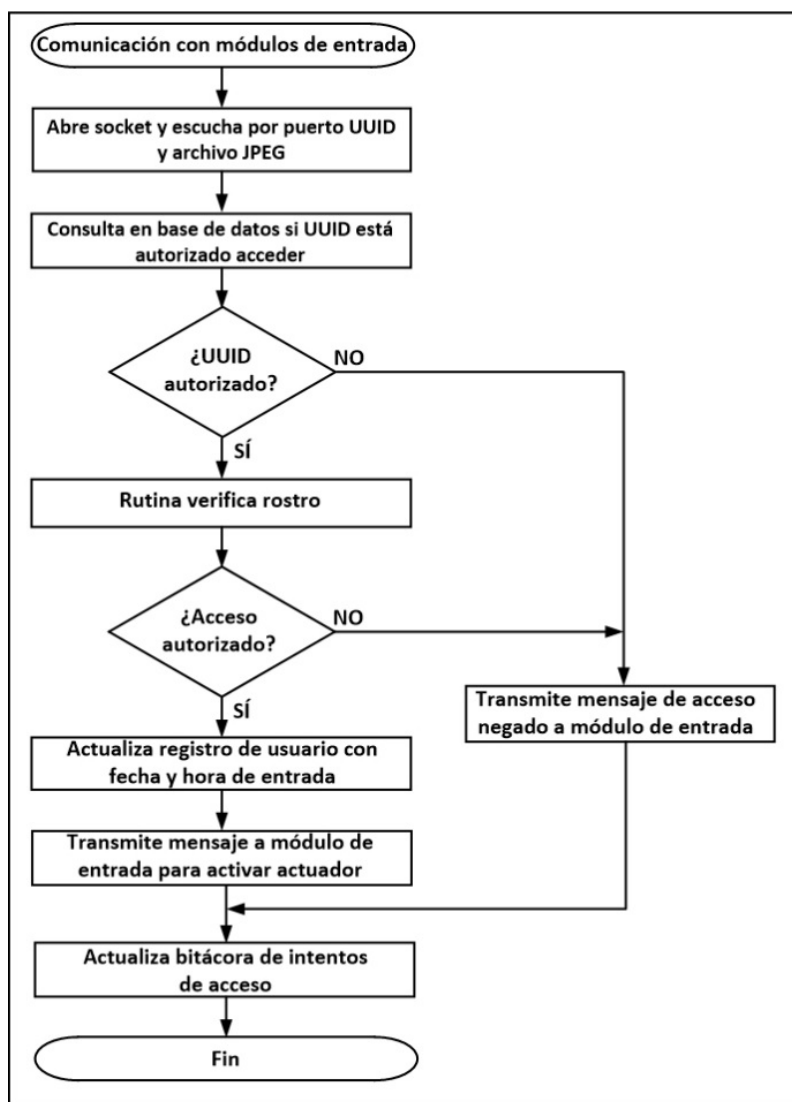 Comunicación con módulos de entrada
Abre socket y escucha por puerto UUID
y archivo JPEG
Consulta en base de datos si UUID está
autorizado acceder
¿UUID
autorizado?
NO
SÍ
Rutina verifica rostro
¿Acceso
autorizado?
NO
SÍ
Transmite mensaje de acceso
negado a módulo de entrada
Actualiza registro de usuario con
fecha y hora de entrada
Transmite mensaje a módulo de
entrada para activar actuador
Actualiza bitácora de intentos
de acceso
Fin